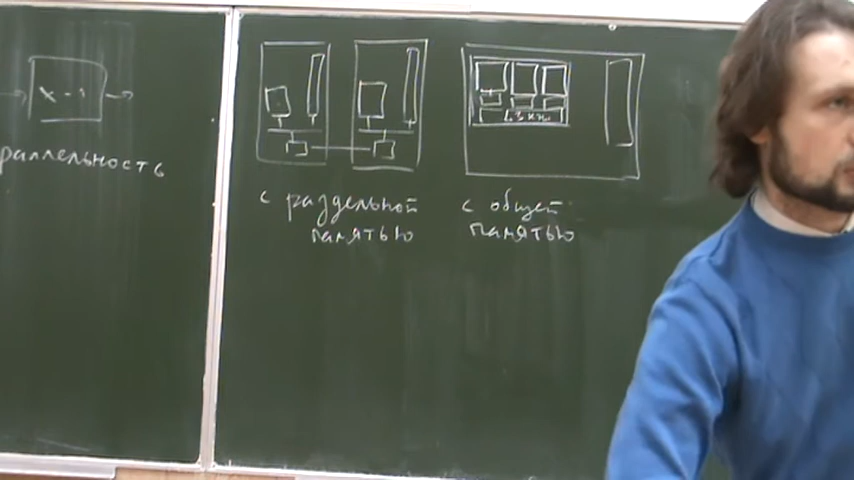 x - 1
раллельность
с раздельной
памятью
с общей
памятью